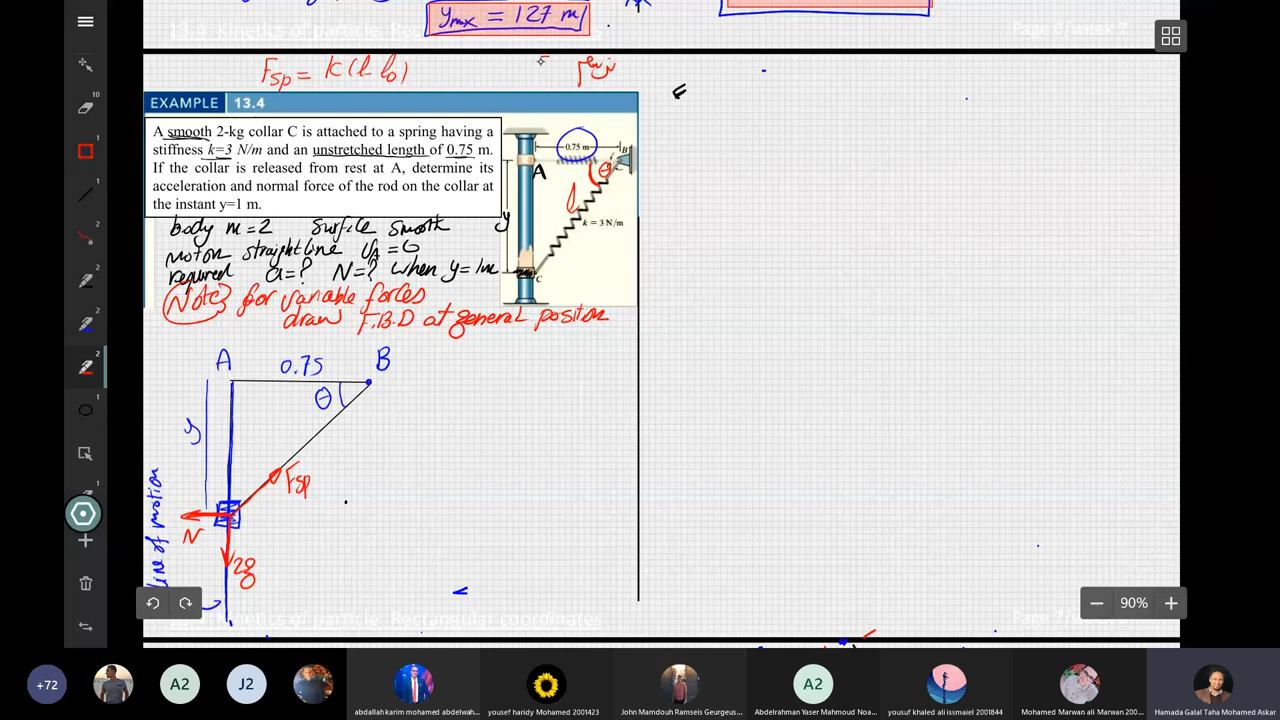 ymx = 127 m
Fsp = k(l l0)
EXAMPLE 13.4
A smooth 2-kg collar C is attached to a spring having a
stiffness k=3 N/m and an unstretched length of 0.75 m.
If the collar is released from rest at A, determine its
acceleration and normal force of the rod on the collar at
the instant y=1 m.
0.75 m
B
A
θ
l
y
k = 3 N/m
C
body m = 2 surface smooth
motion straight line
required a=? N=? when y=1m
Note for variable forces
draw F.B.D at general position
A 0.75 B
θ
y
Fsp
N
2g
line of motion
90%
+72
A2
J2
abdallah karim mohamed abdelwah...
yousef haridy Mohamed 2001423
John Mamdouh Ramseis Geurgeus...
A2
Abdelrahman Yaser Mahmoud Noa...
yousuf khaled ali issmaiel 2001844
Mohamed Marwan ali Marwan 200...
Hamada Galal Taha Mohamed Askar